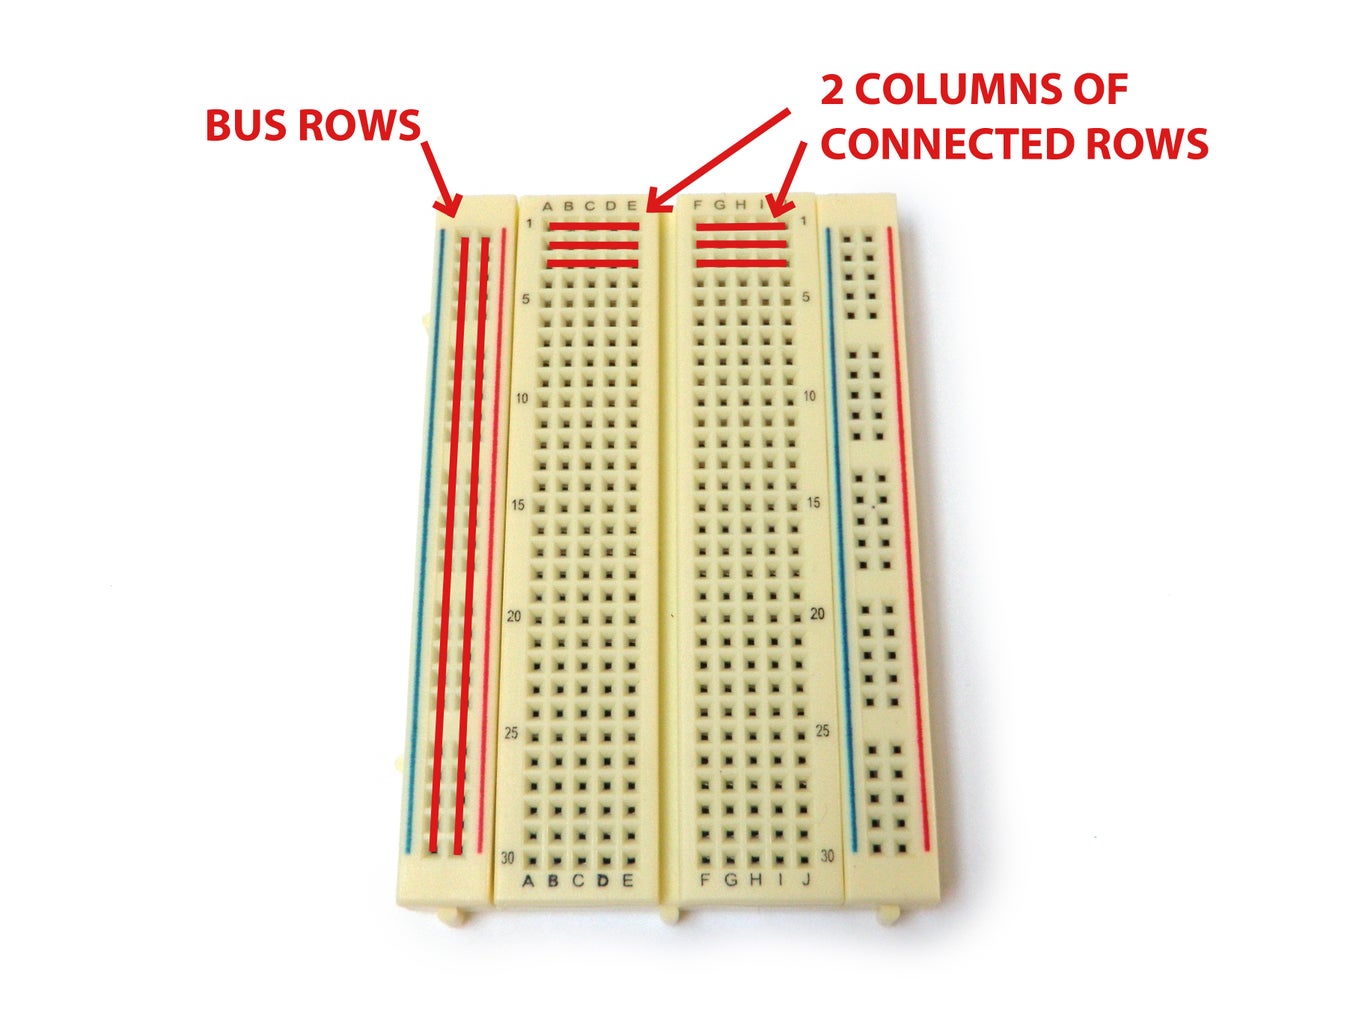 2 COLUMNS OF
CONNECTED ROWS
BUS ROWS
A B C D E F G H I
1 1
5 5
10 10
15 15
20 20
25 25
30 30
A B C D E F G H I J